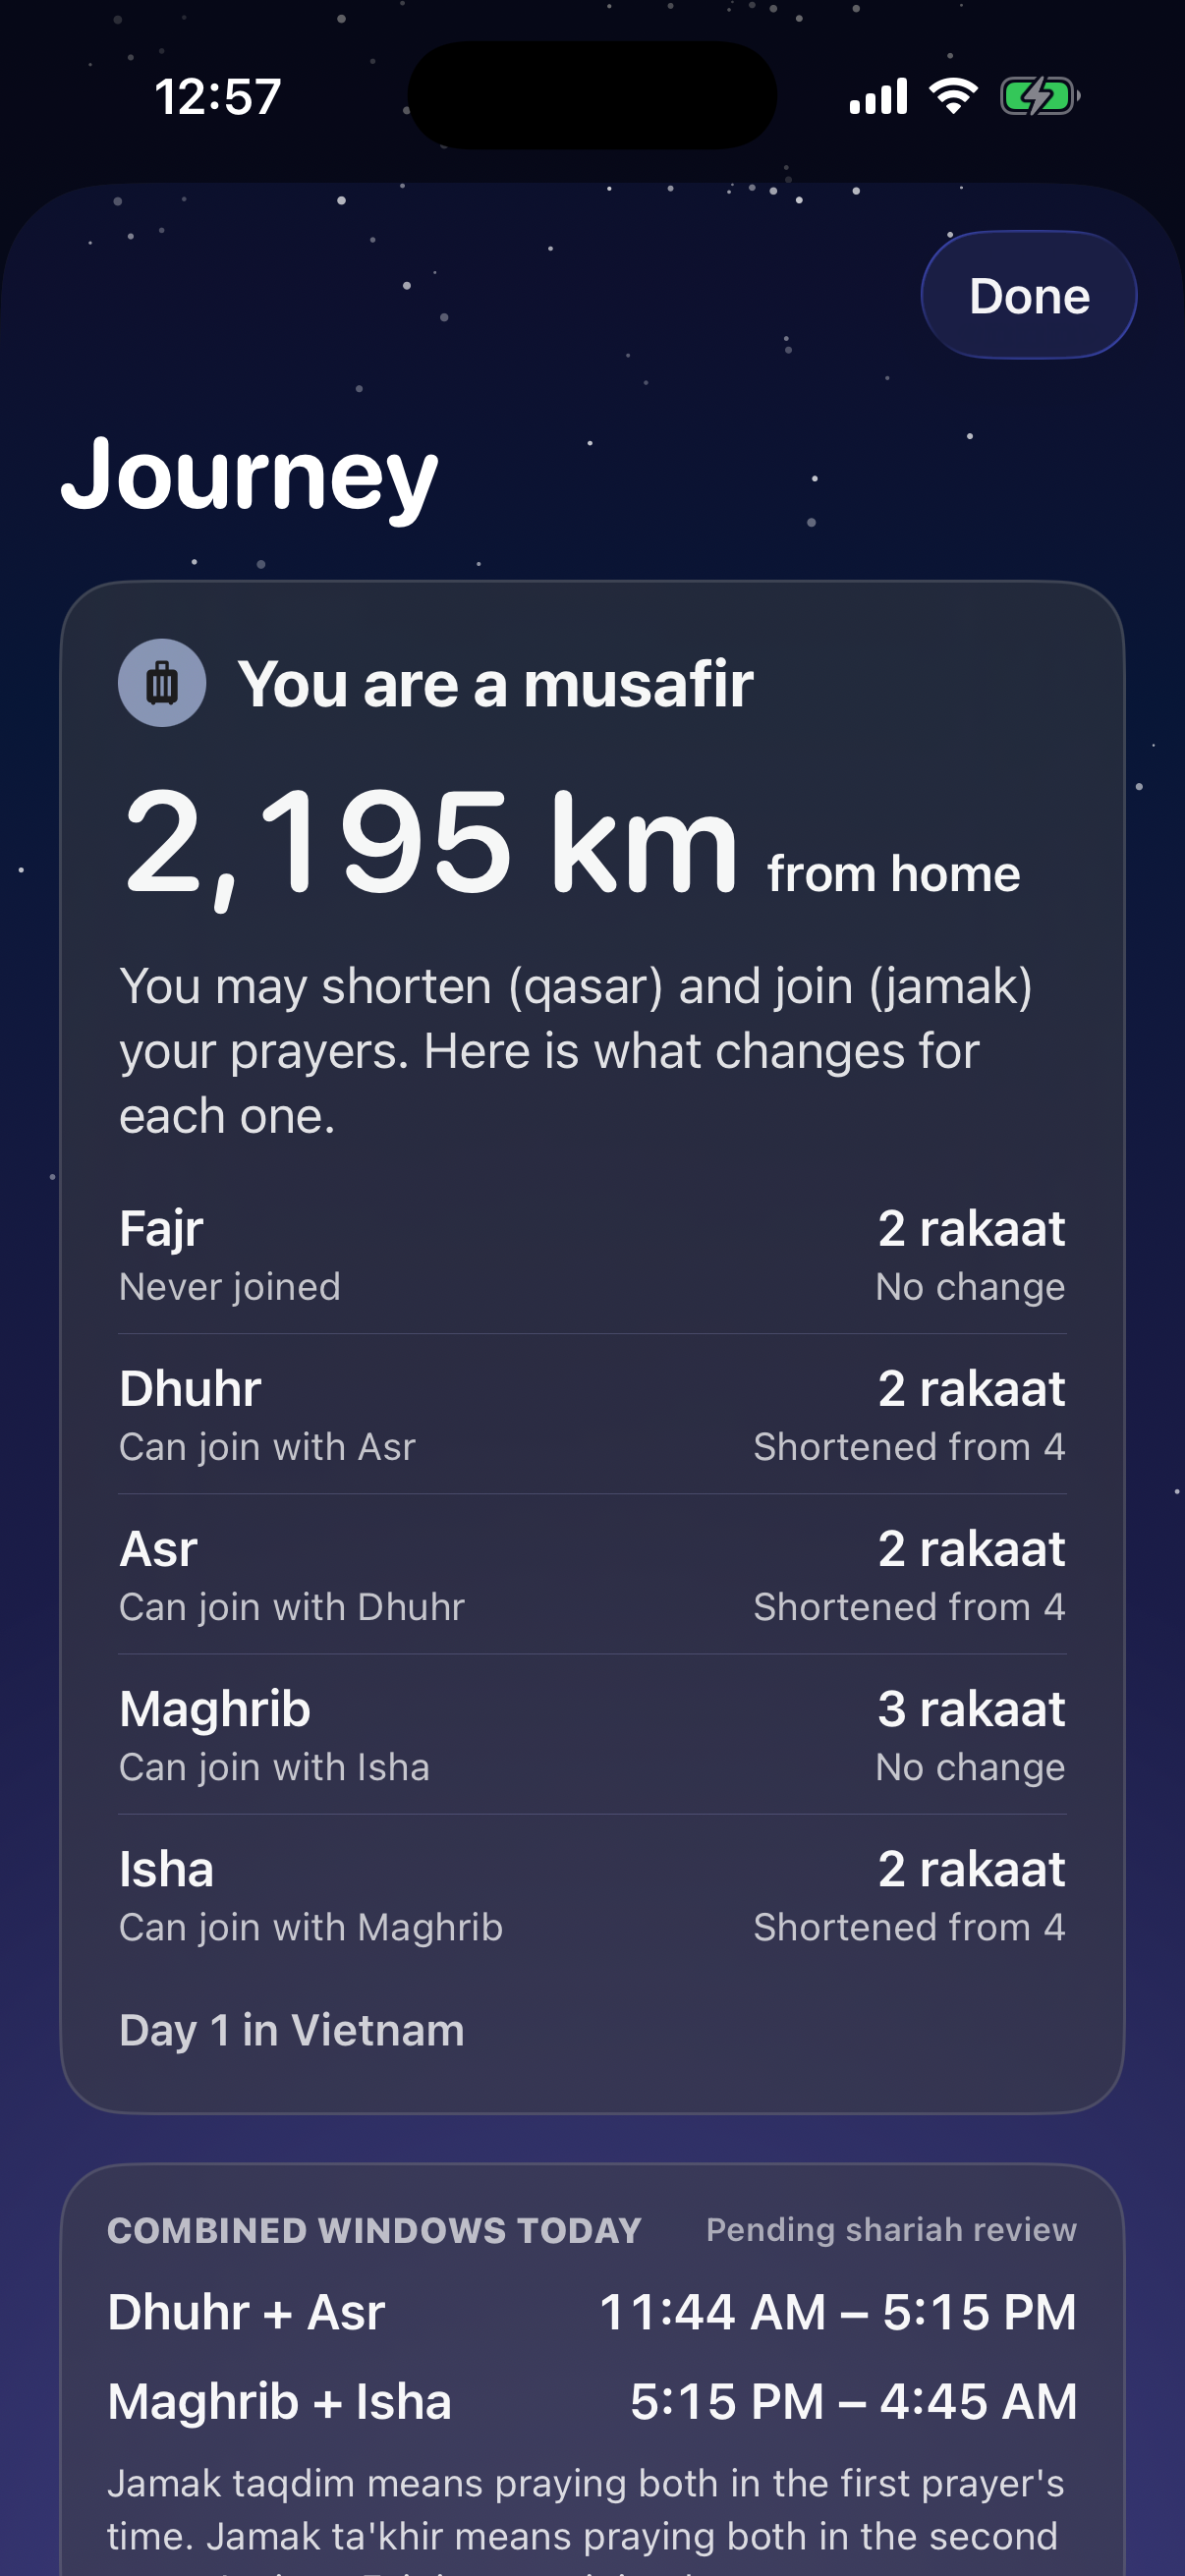 12:57
Done
Journey
You are a musafir
2,195 km from home
You may shorten (qasar) and join (jamak)
your prayers. Here is what changes for
each one.
Fajr 2 rakaat
Never joined No change
Dhuhr 2 rakaat
Can join with Asr Shortened from 4
Asr 2 rakaat
Can join with Dhuhr Shortened from 4
Maghrib 3 rakaat
Can join with Isha No change
Isha 2 rakaat
Can join with Maghrib Shortened from 4
Day 1 in Vietnam
COMBINED WINDOWS TODAY Pending shariah review
Dhuhr + Asr 11:44 AM – 5:15 PM
Maghrib + Isha 5:15 PM – 4:45 AM
Jamak taqdim means praying both in the first prayer's
time. Jamak ta'khir means praying both in the second